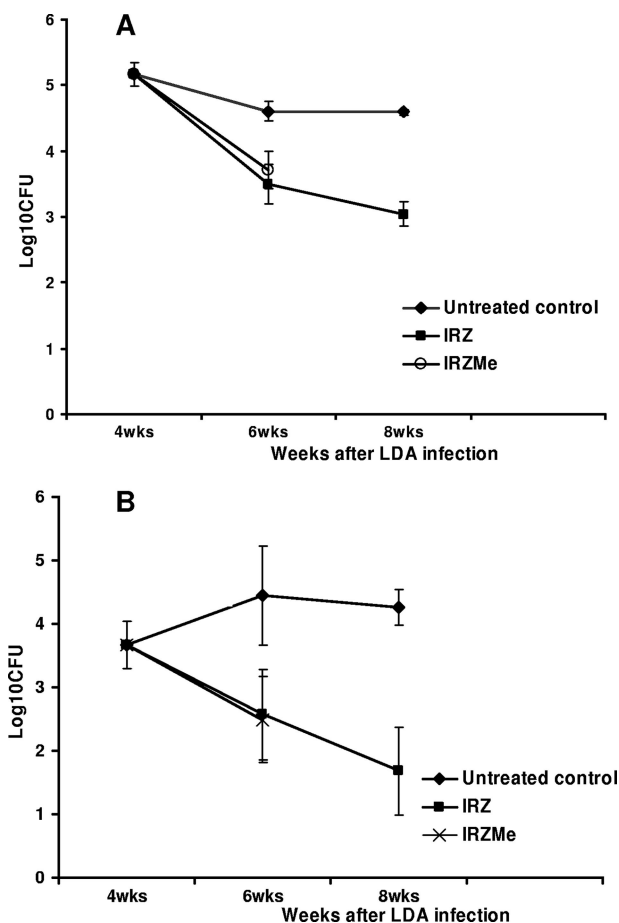 A
6
5
4
3
2
1
0
Log10CFU
Untreated control
IRZ
IRZMe
4wks 6wks 8wks
Weeks after LDA infection
B
6
5
4
3
2
1
0
Log10CFU
Untreated control
IRZ
IRZMe
4wks 6wks 8wks
Weeks after LDA infection